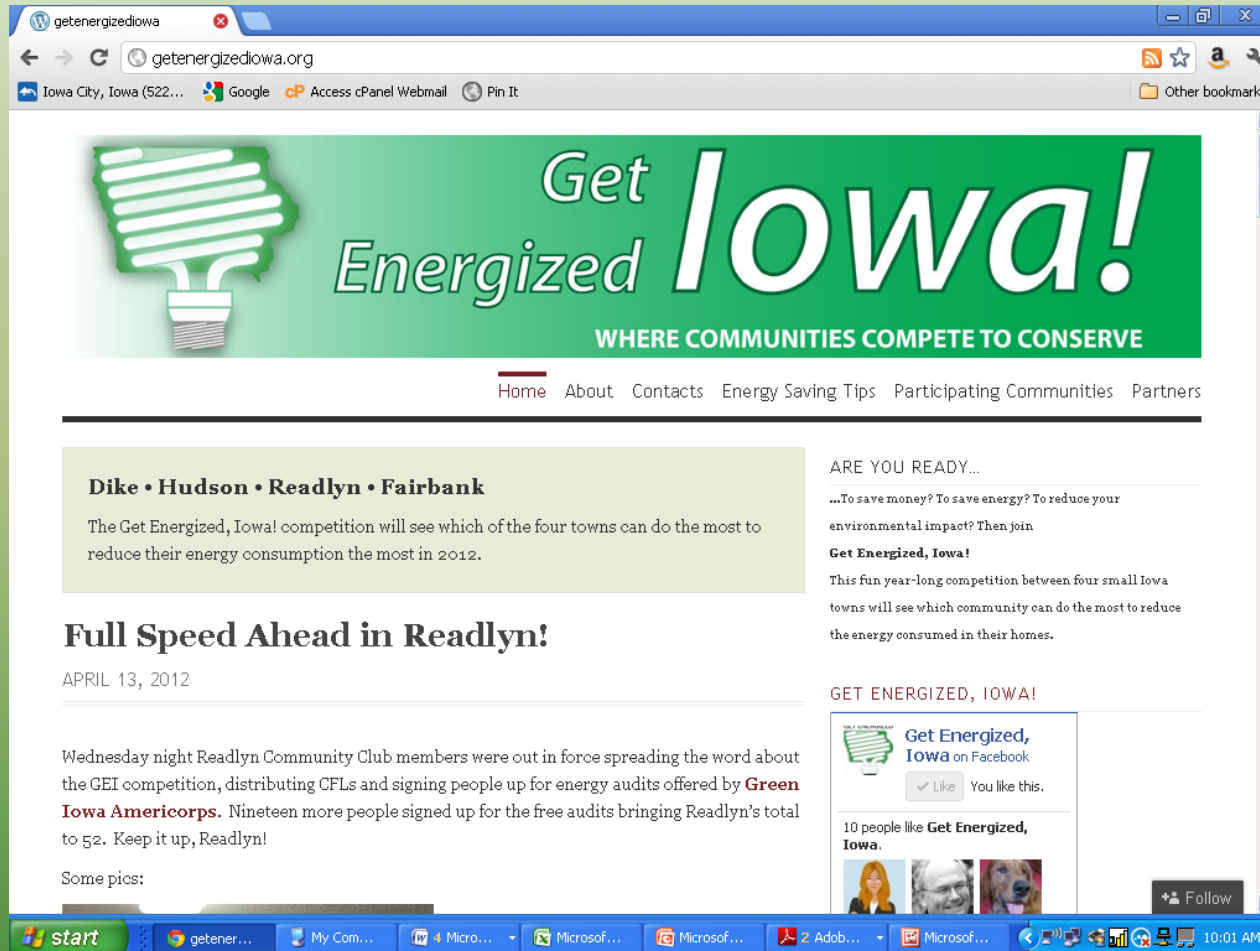 getenergizediowa
getenergizediowa.org
Iowa City, Iowa (522... Google cP Access cPanel Webmail Pin It Other bookmark
Get
Energized Iowa!
WHERE COMMUNITIES COMPETE TO CONSERVE
Home About Contacts Energy Saving Tips Participating Communities Partners
Dike • Hudson • Readlyn • Fairbank
The Get Energized, Iowa! competition will see which of the four towns can do the most to
reduce their energy consumption the most in 2012.
Full Speed Ahead in Readlyn!
APRIL 13, 2012
Wednesday night Readlyn Community Club members were out in force spreading the word about
the GEI competition, distributing CFLs and signing people up for energy audits offered by Green
Iowa Americorps. Nineteen more people signed up for the free audits bringing Readlyn's total
to 52. Keep it up, Readlyn!
Some pics:
ARE YOU READY...
...To save money? To save energy? To reduce your
environmental impact? Then join
Get Energized, Iowa!
This fun year-long competition between four small Iowa
towns will see which community can do the most to reduce
the energy consumed in their homes.
GET ENERGIZED, IOWA!
Get Energized,
Iowa on Facebook
Like You like this.
10 people like Get Energized,
Iowa.
Follow
start getener... My Com... 4 Micro... Microsof... Microsof... 2 Adob... Microsof... 10:01 AM